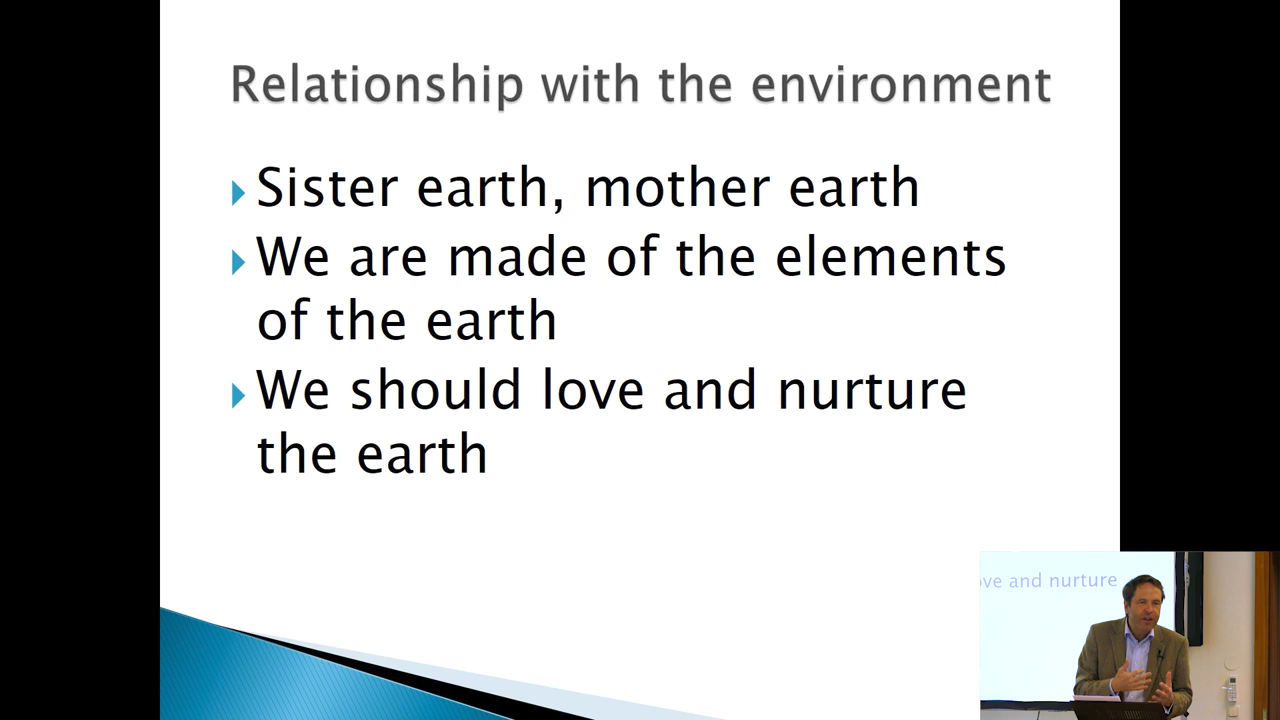 Relationship with the environment
Sister earth, mother earth
We are made of the elements
of the earth
We should love and nurture
the earth
ove and nurture